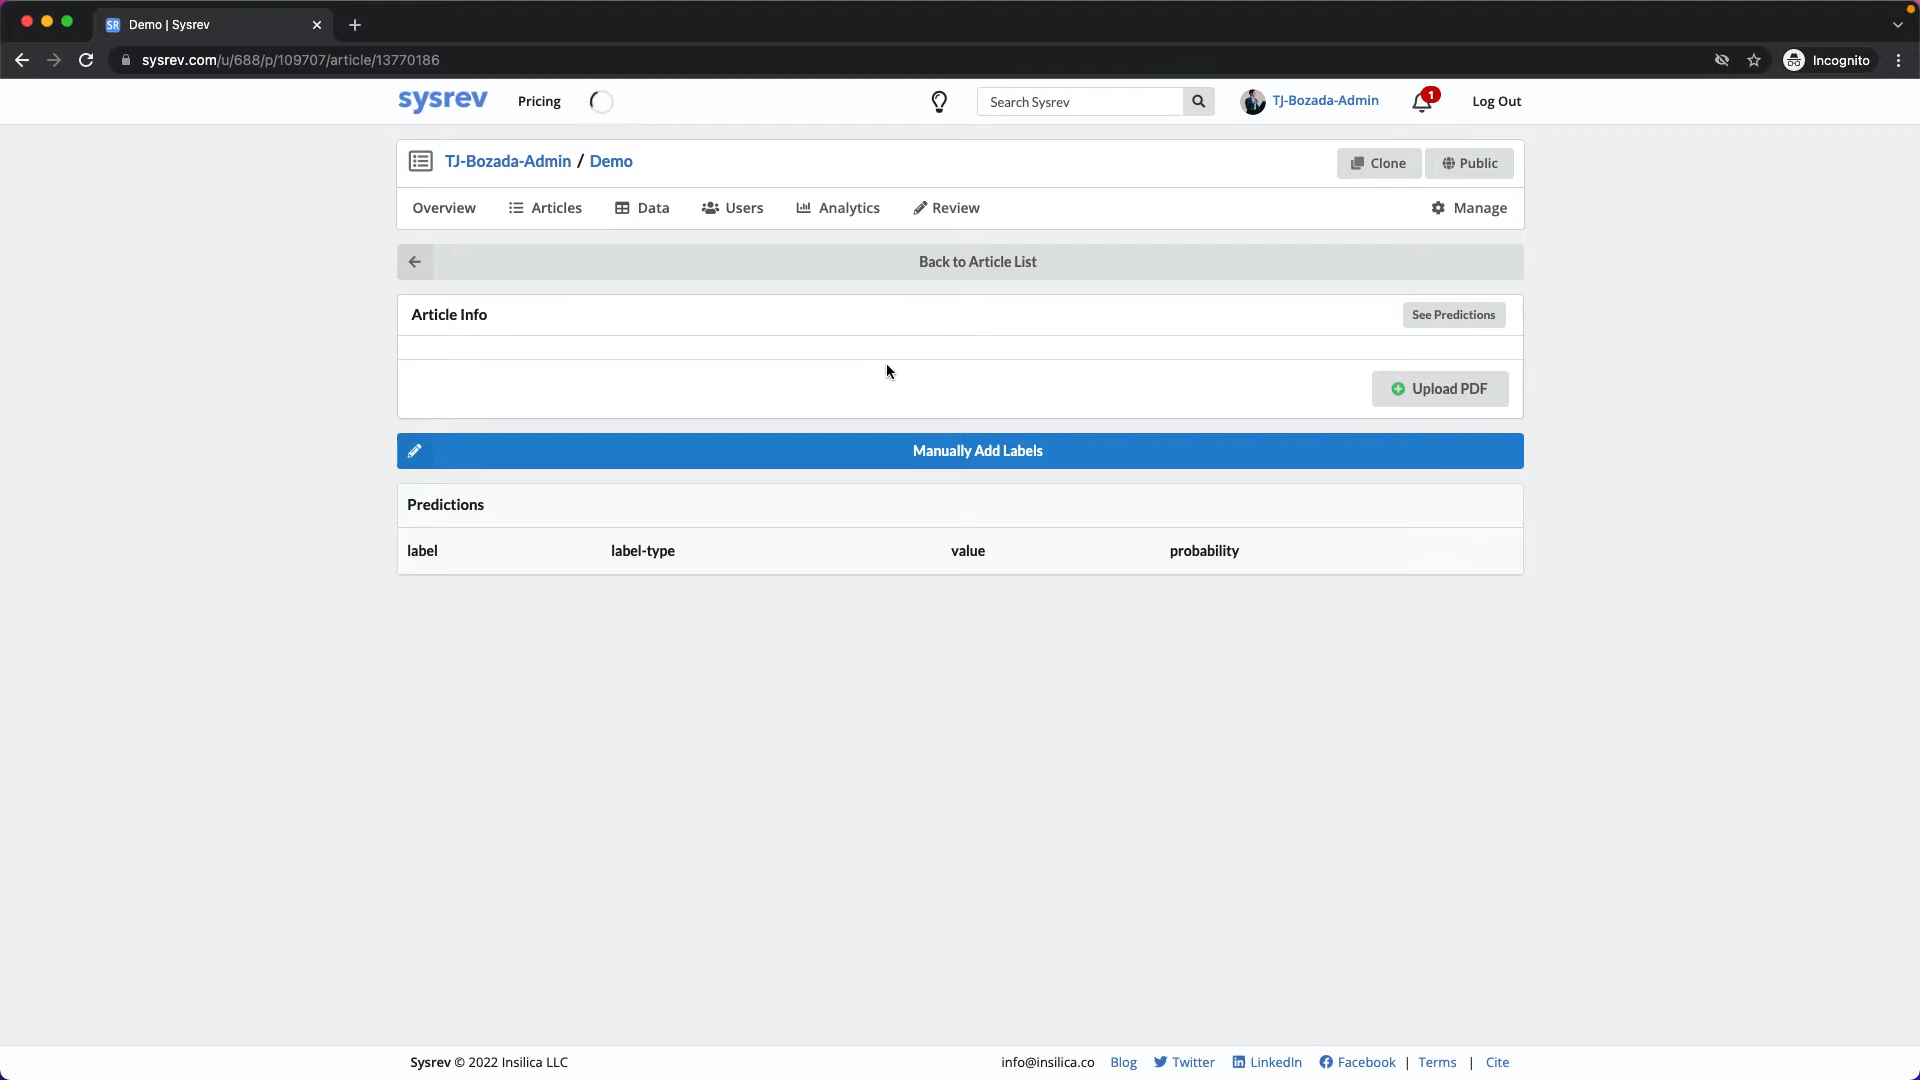 SR Demo | Sysrev
sysrev.com/u/688/p/109707/article/13770186
Incognito
sysrev Pricing Search Sysrev TJ-Bozada-Admin 1 Log Out
TJ-Bozada-Admin / Demo Clone Public
Overview Articles Data Users Analytics Review Manage
Back to Article List
Article Info See Predictions
Upload PDF
Manually Add Labels
Predictions
label label-type value probability
Sysrev © 2022 Insilica LLC info@insilica.co Blog Twitter LinkedIn Facebook | Terms | Cite